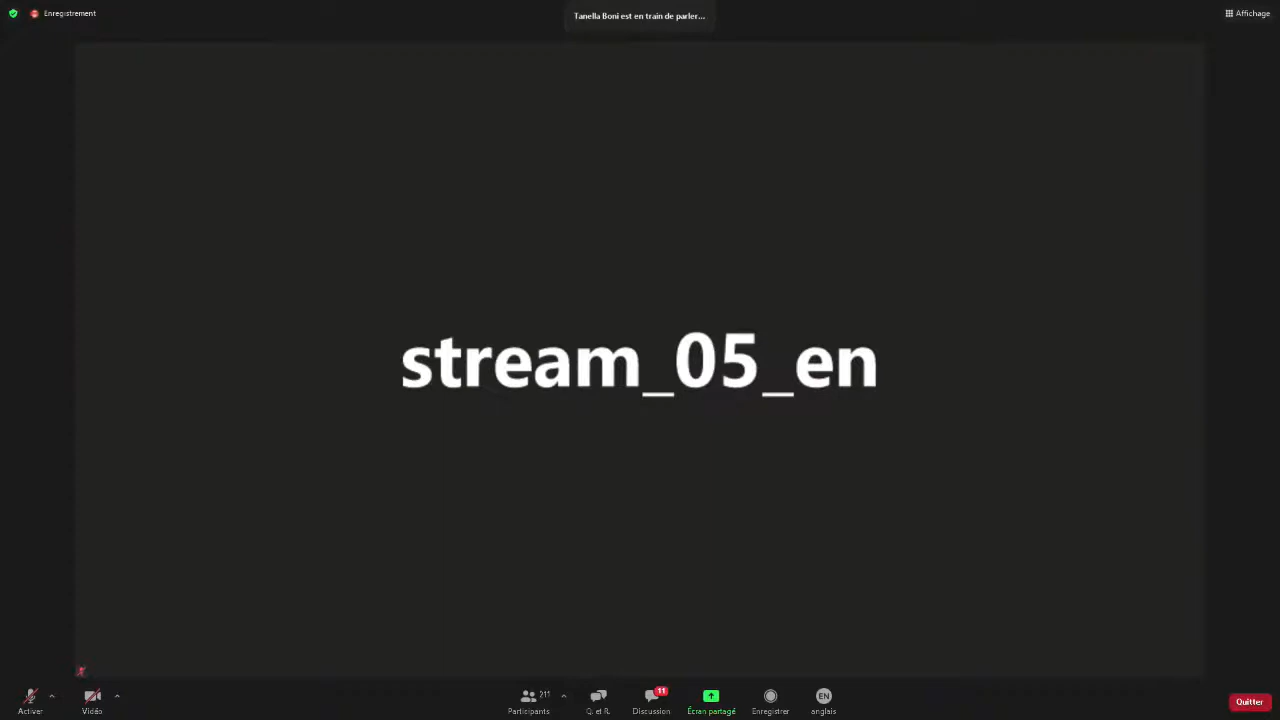 Enregistrement
Tanella Boni est en train de parler...
Affichage
stream_05_en
Activer
Vidéo
211
Participants
Q. et R.
11
Discussion
Écran partagé
Enregistrer
EN
anglais
Quitter